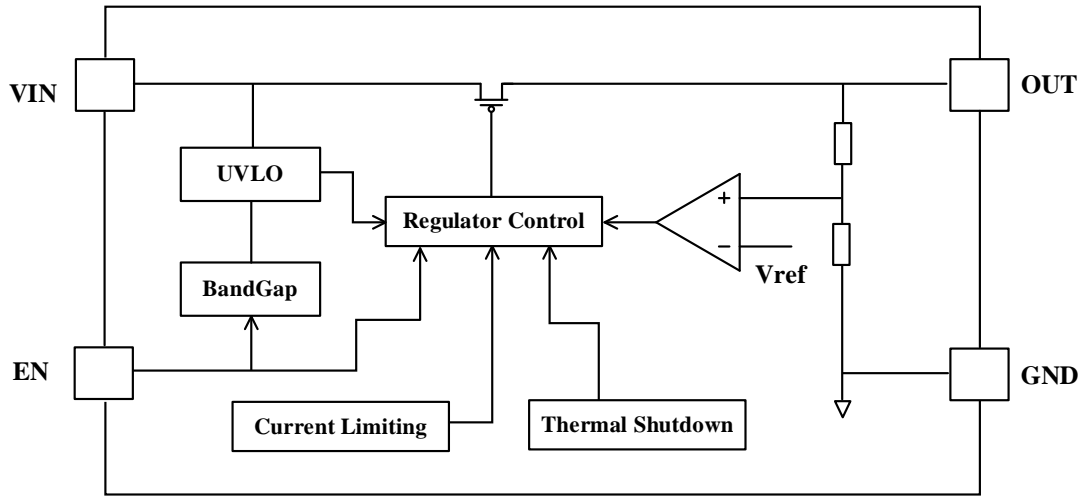 VIN
OUT
UVLO
+
Regulator Control
−
Vref
BandGap
EN
GND
Current Limiting
Thermal Shutdown